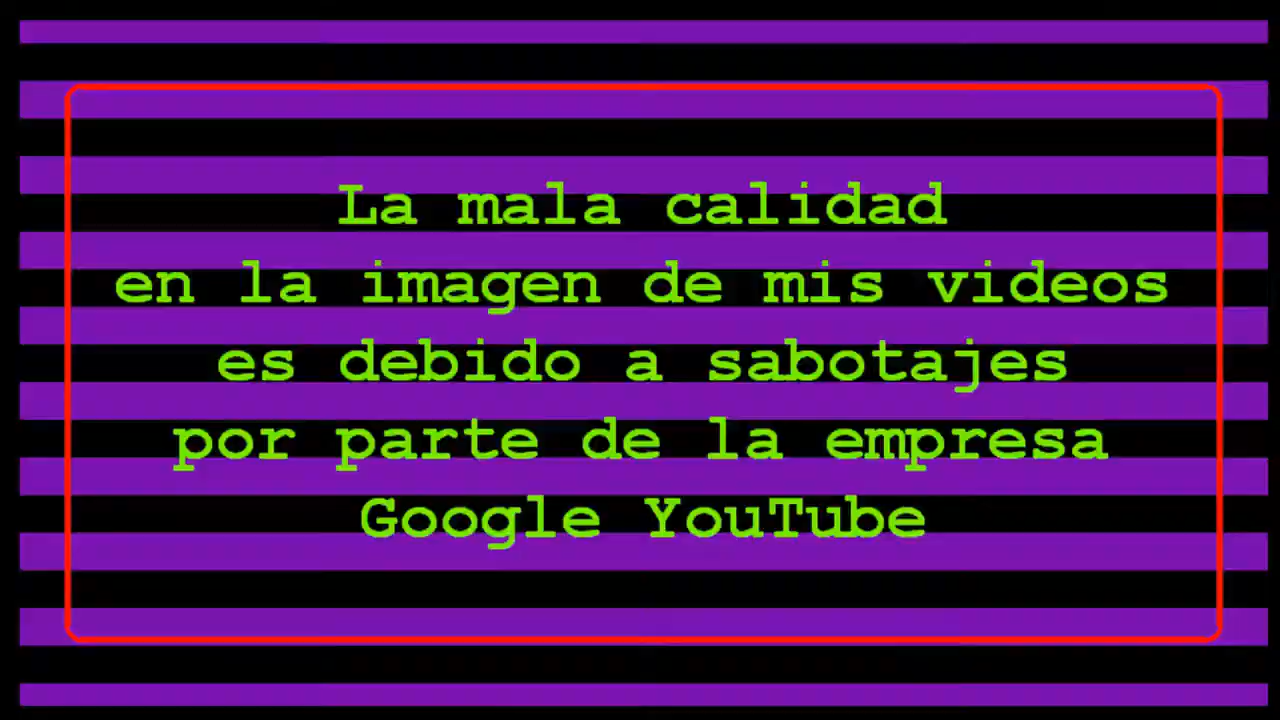 La mala calidad
en la imagen de mis videos
es debido a sabotajes
por parte de la empresa
Google YouTube